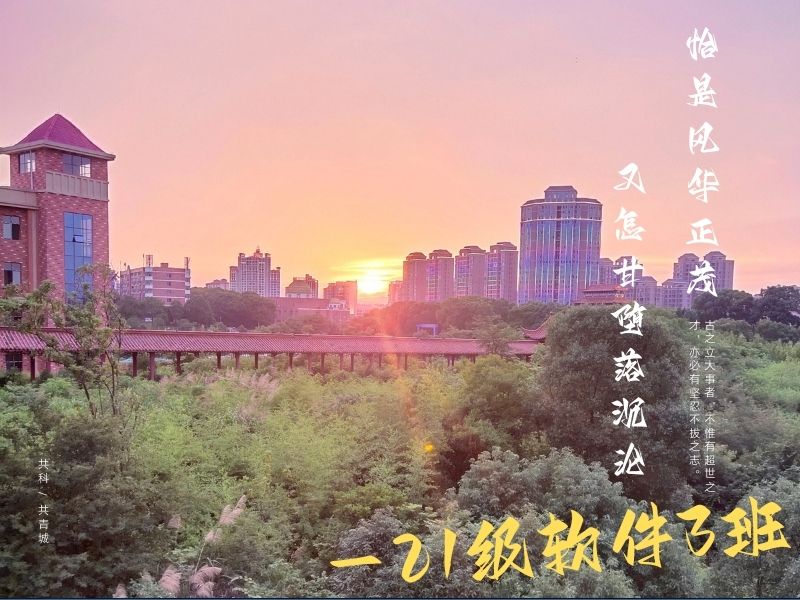 恰是风华正茂
又怎甘堕落沉沦
古之立大事者,不惟有超世之
才,亦必有坚忍不拔之志。
共科 / 共青城
一21级软件3班